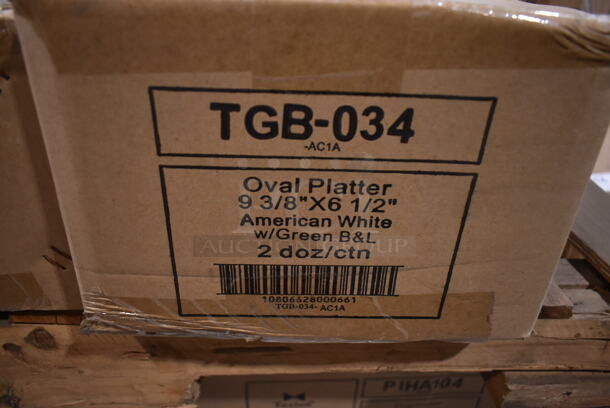 TGB-034
-AC1A
Oval Platter
9 3/8"X6 1/2"
American White
w/Green B&L
2 doz/ctn
10806628000661
TGB-034- AC1A
PIHA104